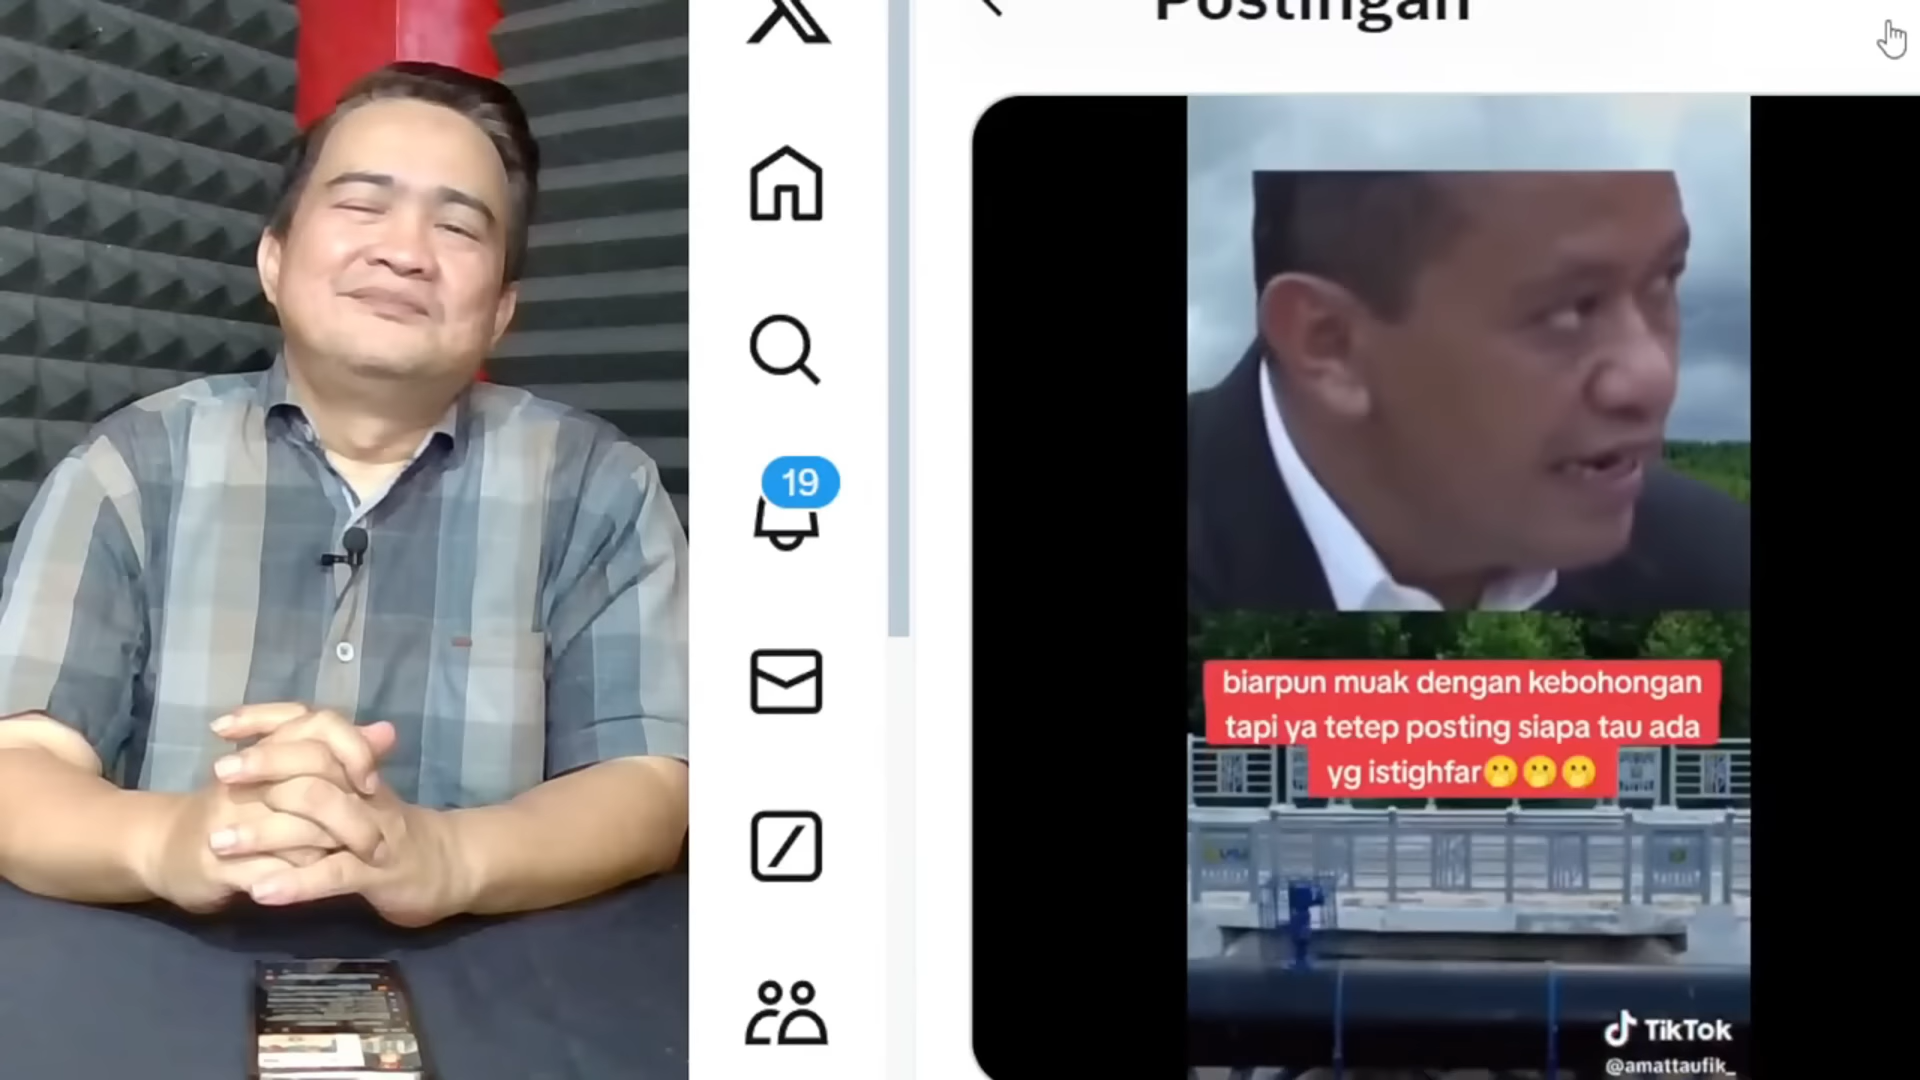 Postingan
19
biarpun muak dengan kebohongan
tapi ya tetep posting siapa tau ada
yg istighfar🫢🫢🫢
TikTok
@amattaufik_